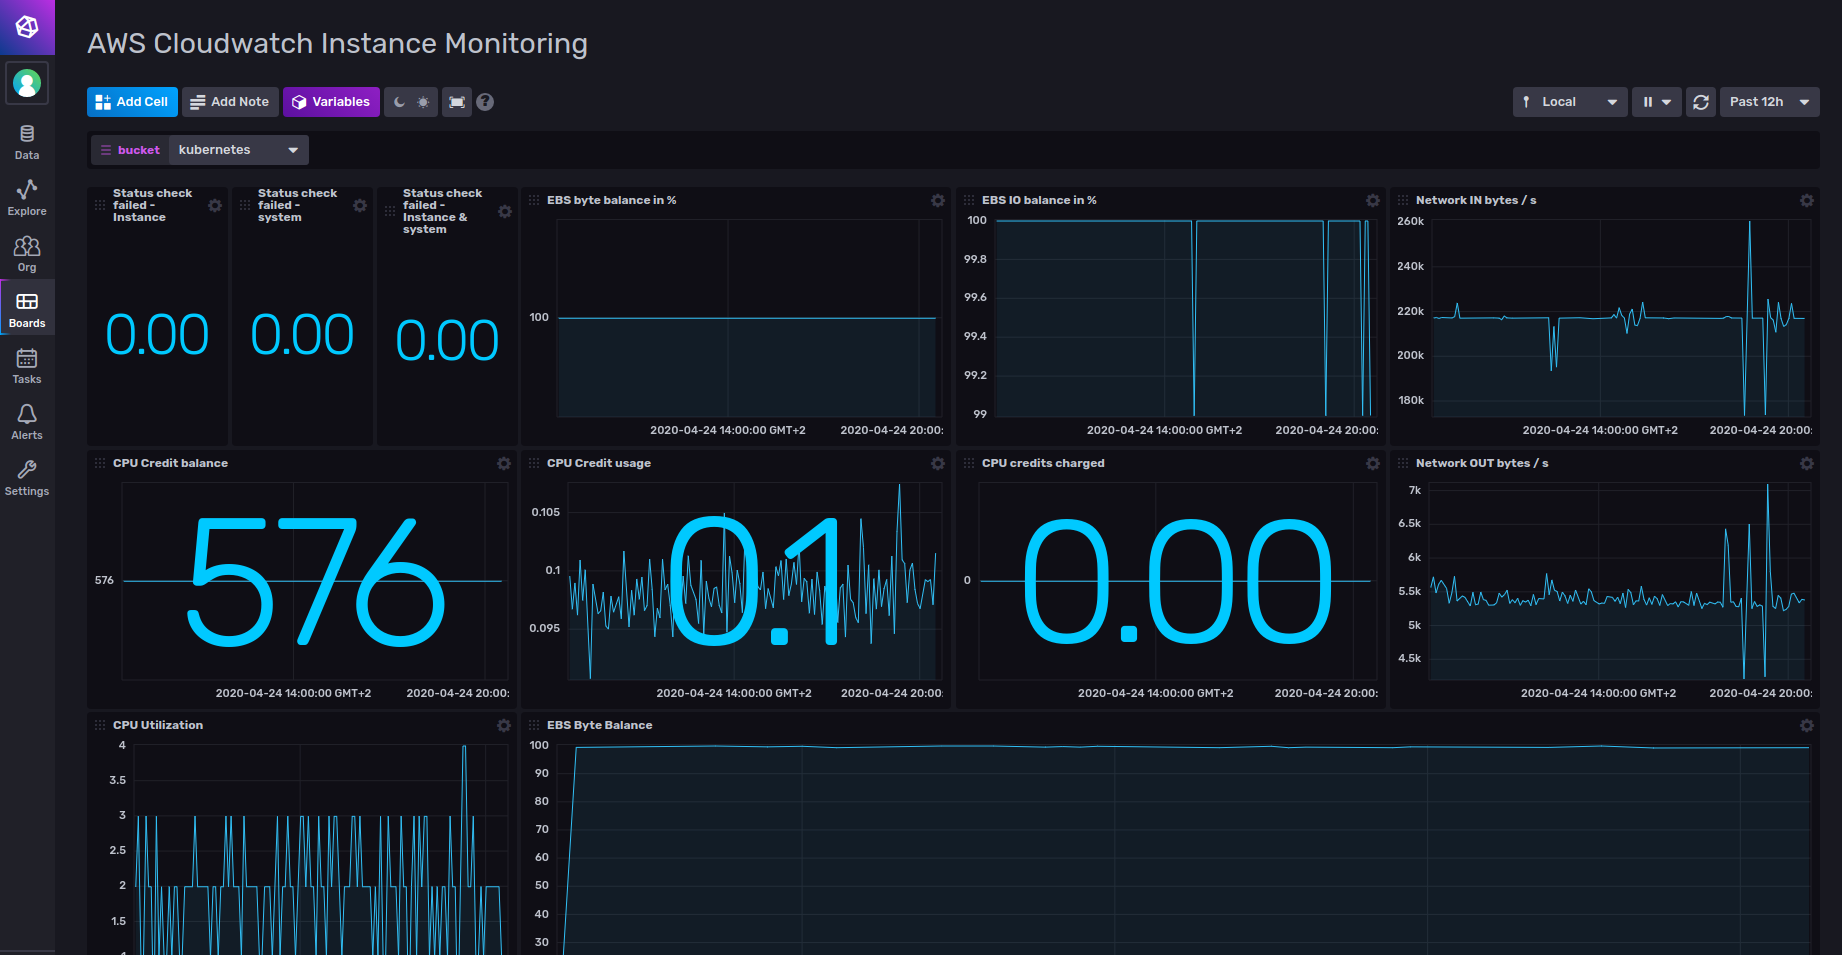 AWS Cloudwatch Instance Monitoring
Add Cell
Add Note
Variables
?
Local
Past 12h
bucket
kubernetes
Data
Explore
Org
Boards
Tasks
Alerts
Settings
Status check
failed -
Instance
0.00
Status check
failed -
system
0.00
Status check
failed -
Instance &
system
0.00
EBS byte balance in %
100
2020-04-24 14:00:00 GMT+2
2020-04-24 20:00:
EBS IO balance in %
100
99.8
99.6
99.4
99.2
99
2020-04-24 14:00:00 GMT+2
2020-04-24 20:00:
Network IN bytes / s
260k
240k
220k
200k
180k
2020-04-24 14:00:00 GMT+2
2020-04-24 20:00:
CPU Credit balance
576
576
2020-04-24 14:00:00 GMT+2
2020-04-24 20:00:
CPU Credit usage
0.105
0.1
0.095
0.1
2020-04-24 14:00:00 GMT+2
2020-04-24 20:00:
CPU credits charged
0
0.00
2020-04-24 14:00:00 GMT+2
2020-04-24 20:00:
Network OUT bytes / s
7k
6.5k
6k
5.5k
5k
4.5k
2020-04-24 14:00:00 GMT+2
2020-04-24 20:00:
CPU Utilization
4
3.5
3
2.5
2
1.5
EBS Byte Balance
100
90
80
70
60
50
40
30